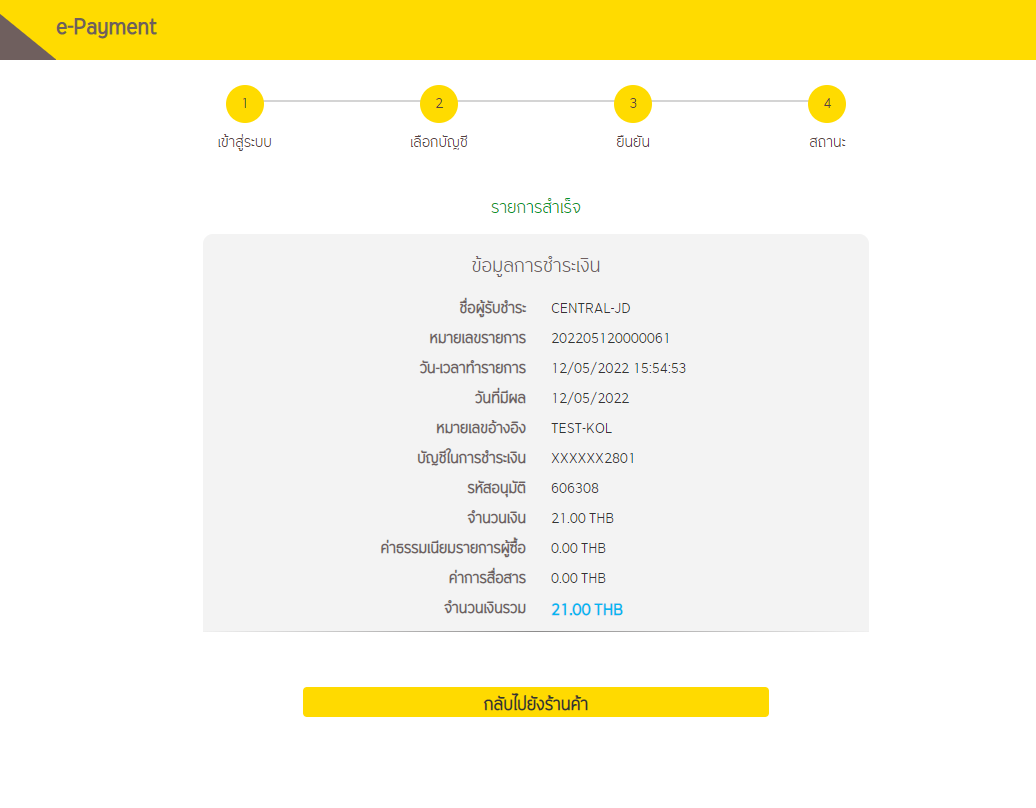 e-Payment
1 2 3 4
เข้าสู่ระบบ เลือกบัญชี ยืนยัน สถานะ
รายการสำเร็จ
ข้อมูลการชำระเงิน
ชื่อผู้รับชำระ CENTRAL-JD
หมายเลขรายการ 202205120000061
วัน-เวลาทำรายการ 12/05/2022 15:54:53
วันที่มีผล 12/05/2022
หมายเลขอ้างอิง TEST-KOL
บัญชีในการชำระเงิน XXXXXX2801
รหัสอนุมัติ 606308
จำนวนเงิน 21.00 THB
ค่าธรรมเนียมรายการผู้ซื้อ 0.00 THB
ค่าการสื่อสาร 0.00 THB
จำนวนเงินรวม 21.00 THB
กลับไปยังร้านค้า